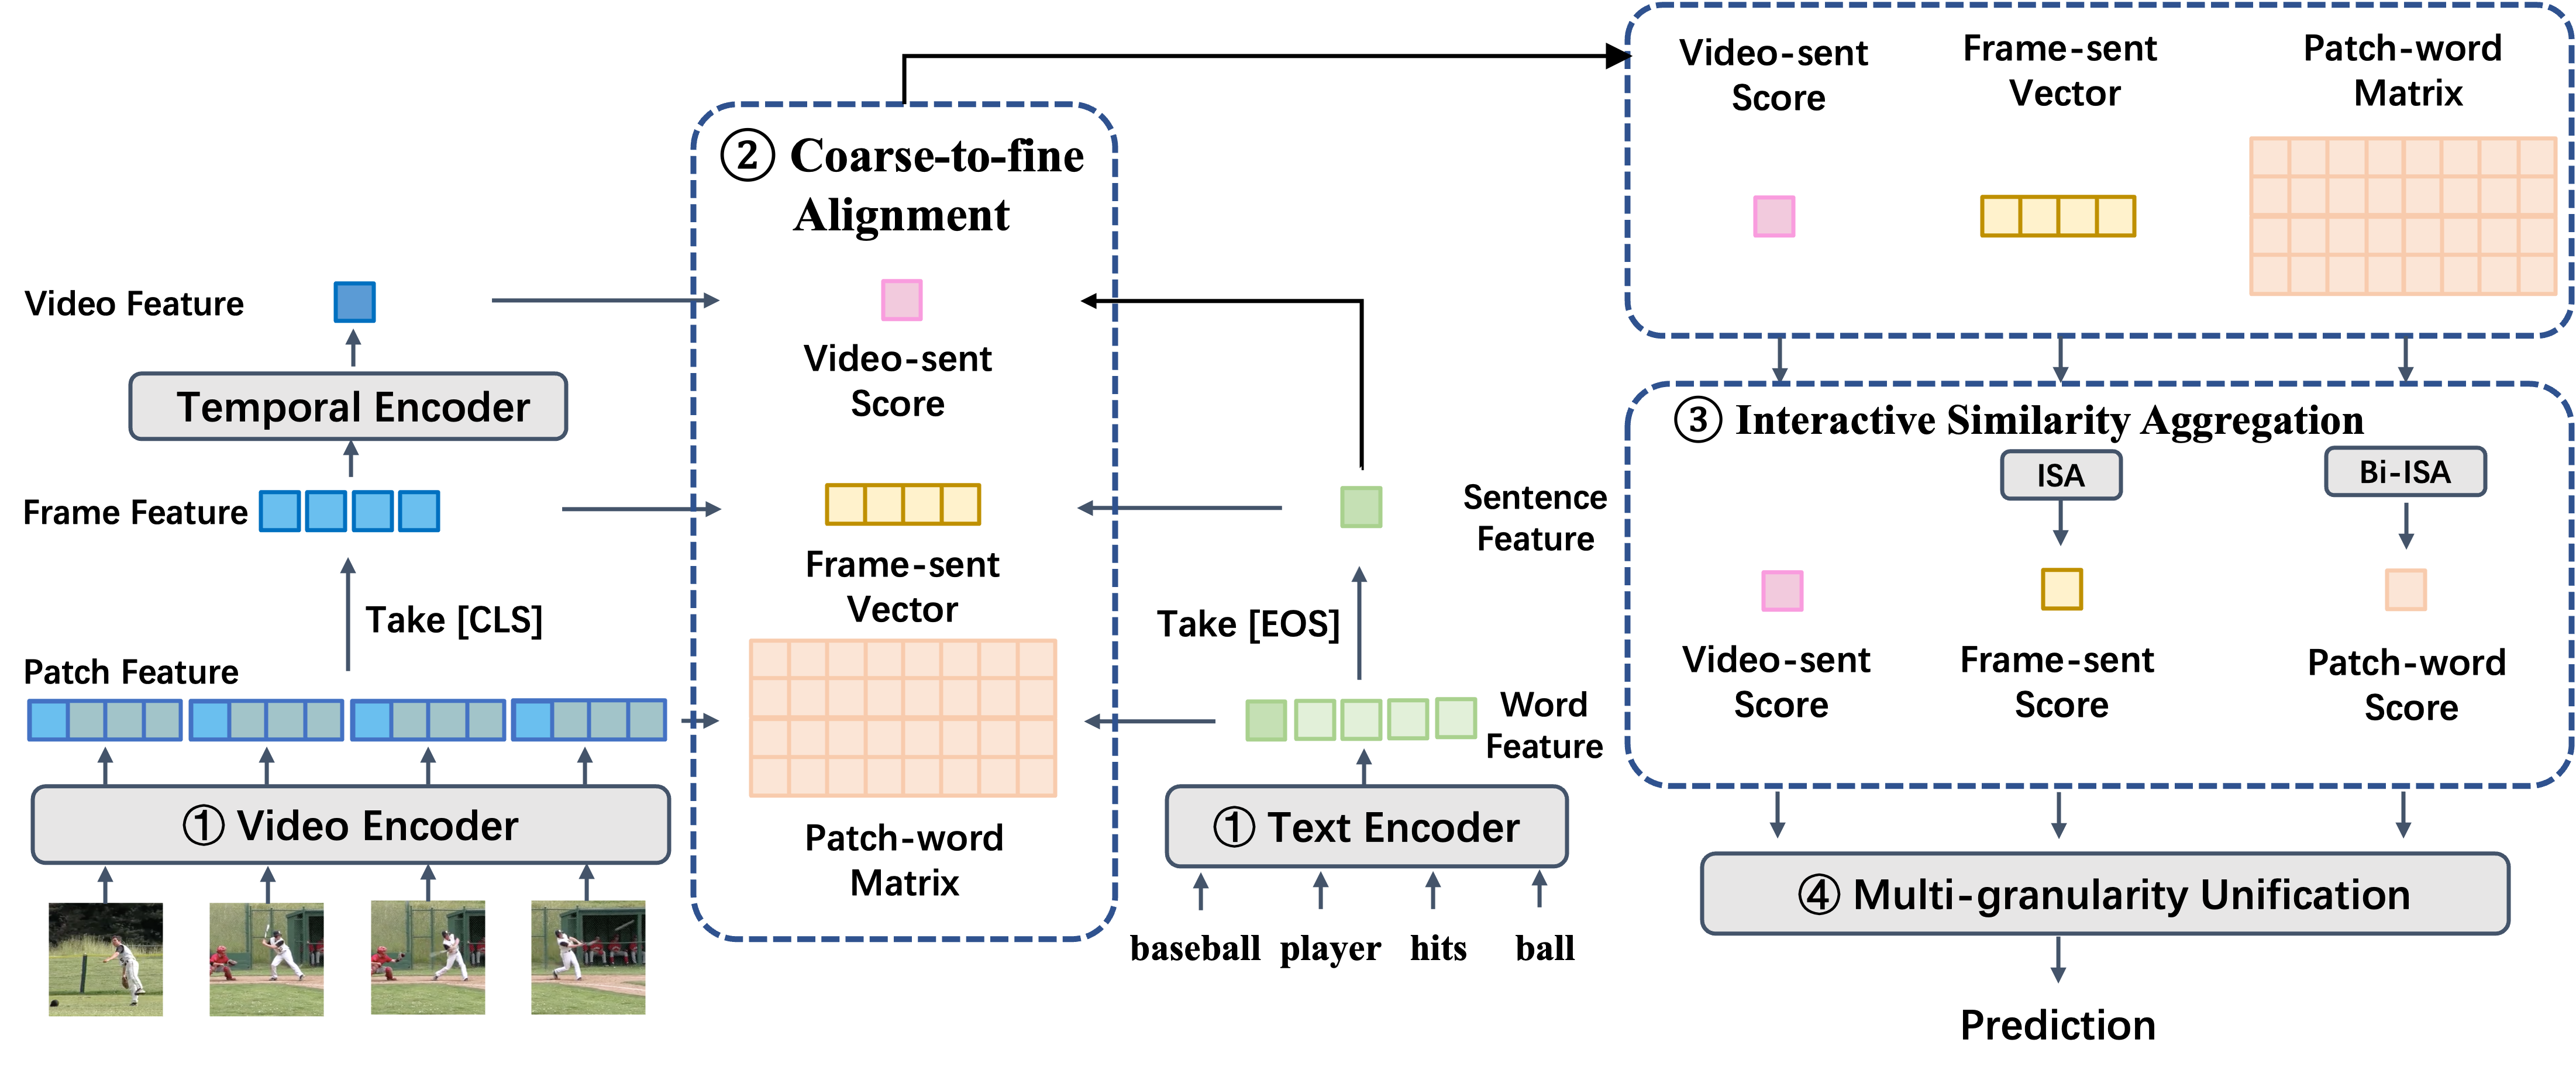 Video Feature
Temporal Encoder
Frame Feature
Take [CLS]
Patch Feature
① Video Encoder
② Coarse-to-fine
Alignment
Video-sent
Score
Frame-sent
Vector
Patch-word
Matrix
Sentence
Feature
Take [EOS]
Word
Feature
① Text Encoder
baseball player hits ball
Video-sent
Score
Frame-sent
Vector
Patch-word
Matrix
③ Interactive Similarity Aggregation
ISA
Bi-ISA
Video-sent
Score
Frame-sent
Score
Patch-word
Score
④ Multi-granularity Unification
Prediction